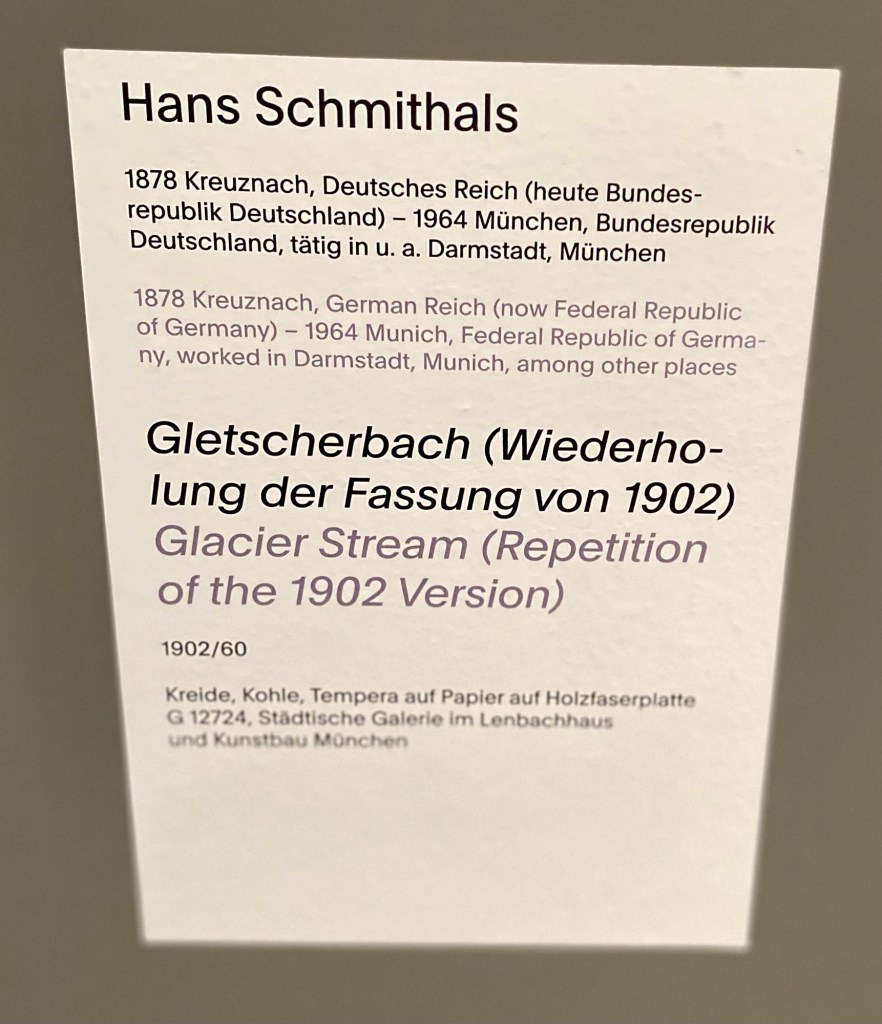 Hans Schmithals
1878 Kreuznach, Deutsches Reich (heute Bundes-
republik Deutschland) – 1964 München, Bundesrepublik
Deutschland, tätig in u. a. Darmstadt, München
1878 Kreuznach, German Reich (now Federal Republic
of Germany) – 1964 Munich, Federal Republic of Germa-
ny, worked in Darmstadt, Munich, among other places
Gletscherbach (Wiederho-
lung der Fassung von 1902)
Glacier Stream (Repetition
of the 1902 Version)
1902/60
Kreide, Kohle, Tempera auf Papier auf Holzfaserplatte
G 12724, Städtische Galerie im Lenbachhaus
und Kunstbau München